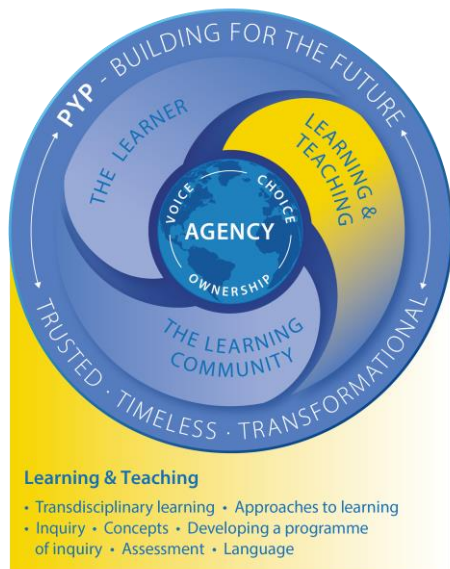 PYP - BUILDING FOR THE FUTURE
THE LEARNER
LEARNING &
TEACHING
VOICE
CHOICE
AGENCY
OWNERSHIP
THE LEARNING
COMMUNITY
TRUSTED · TIMELESS · TRANSFORMATIONAL
Learning & Teaching
• Transdisciplinary learning • Approaches to learning
• Inquiry • Concepts • Developing a programme
of inquiry • Assessment • Language